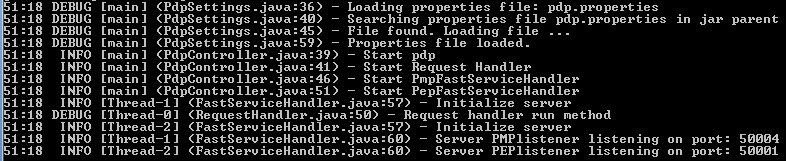 51:18 DEBUG [main] (PdpSettings.java:36) - Loading properties file: pdp.properties
51:18 DEBUG [main] (PdpSettings.java:40) - Searching properties file pdp.properties in jar parent
51:18 DEBUG [main] (PdpSettings.java:45) - File found. Loading file ...
51:18 DEBUG [main] (PdpSettings.java:59) - Properties file loaded.
51:18  INFO [main] (PdpController.java:39) - Start pdp
51:18  INFO [main] (PdpController.java:41) - Start Request Handler
51:18  INFO [main] (PdpController.java:46) - Start PmpFastServiceHandler
51:18  INFO [main] (PdpController.java:51) - Start PepFastServiceHandler
51:18  INFO [Thread-1] (FastServiceHandler.java:57) - Initialize server
51:18 DEBUG [Thread-0] (RequestHandler.java:50) - Request handler run method
51:18  INFO [Thread-2] (FastServiceHandler.java:57) - Initialize server
51:18  INFO [Thread-1] (FastServiceHandler.java:60) - Server PMPlistener listening on port: 50004
51:18  INFO [Thread-2] (FastServiceHandler.java:60) - Server PEPlistener listening on port: 50001